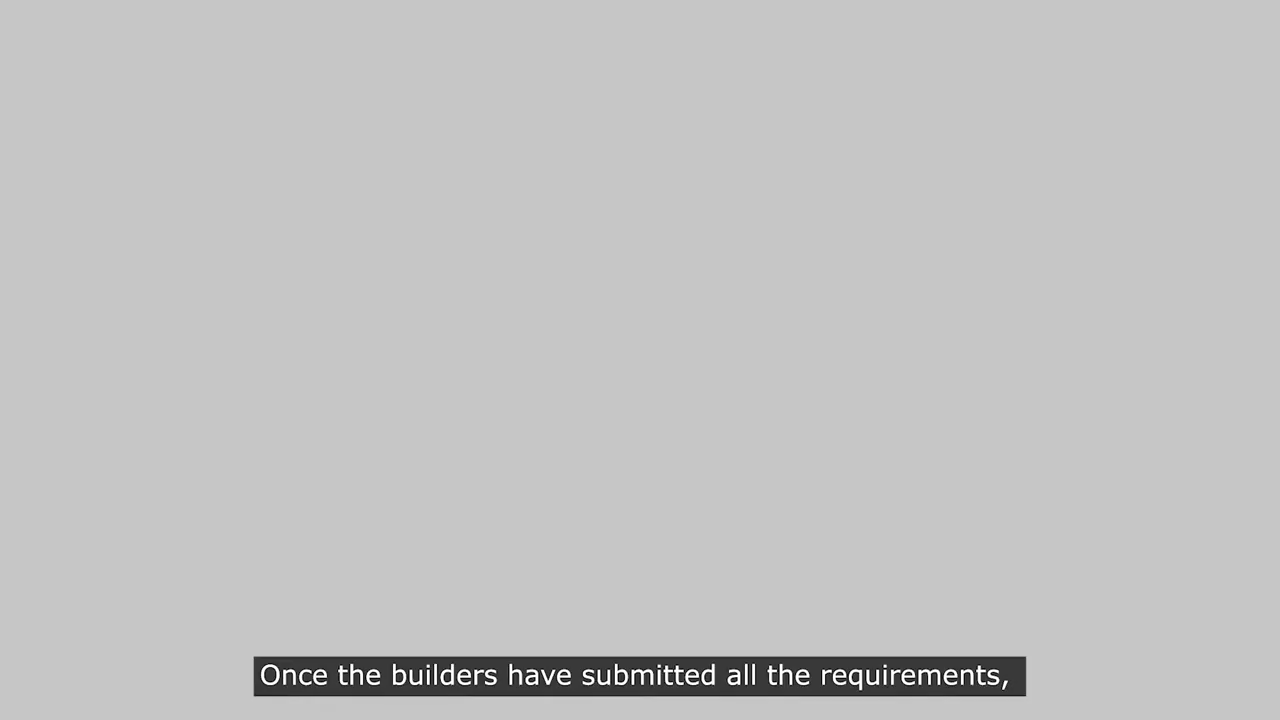 Once the builders have submitted all the requirements,